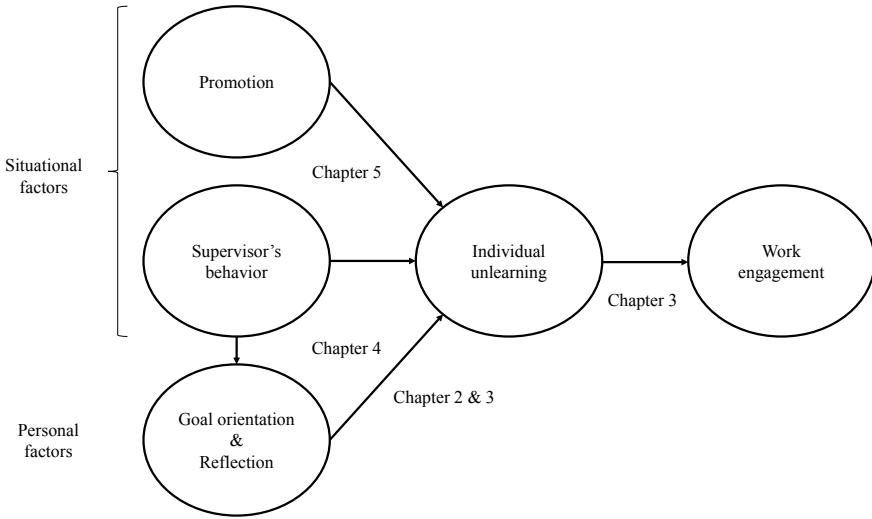 Promotion
Situational
factors
Chapter 5
Supervisor’s
behavior
Individual
unlearning
Work
engagement
Chapter 3
Chapter 4
Chapter 2 & 3
Personal
factors
Goal orientation
&
Reflection